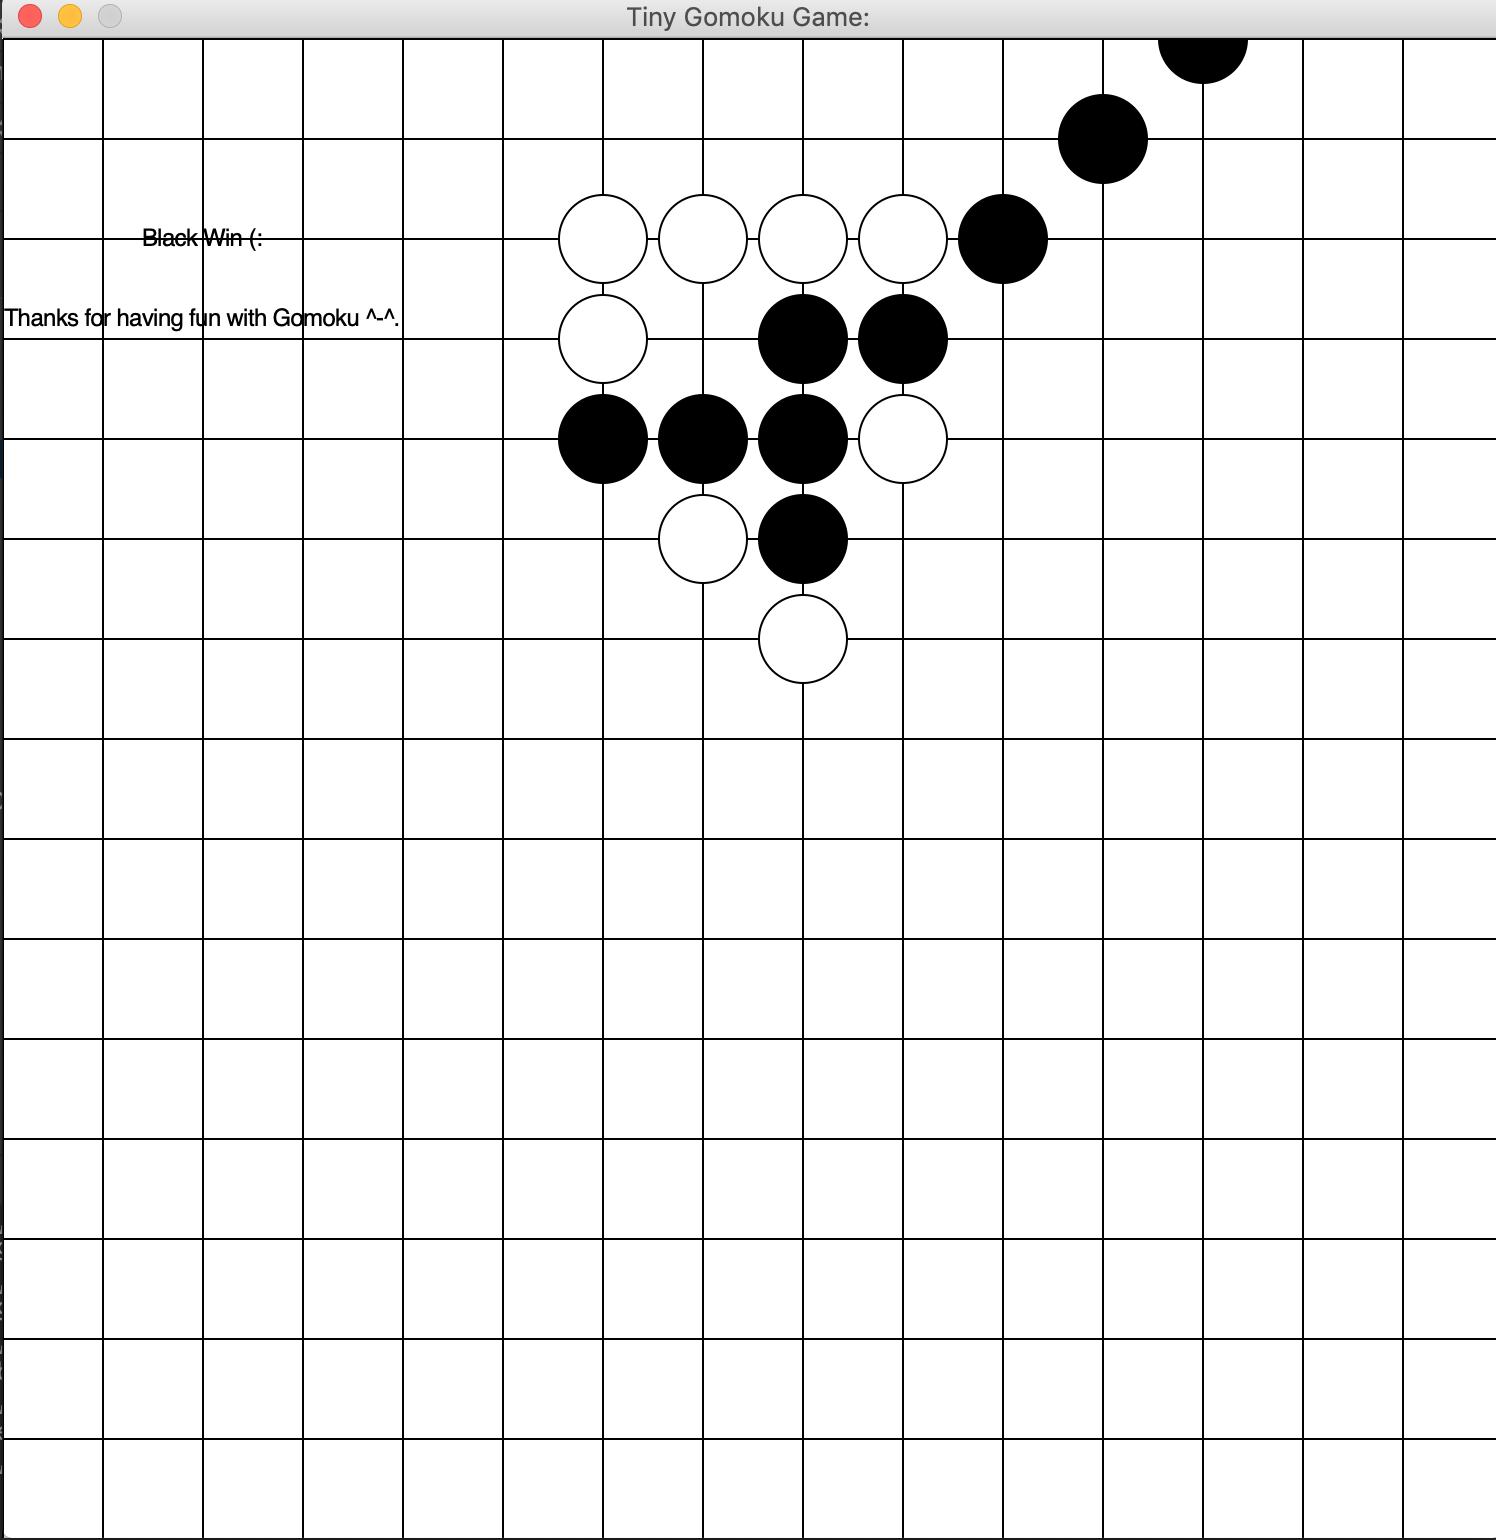 Tiny Gomoku Game:
Black Win (:
Thanks for having fun with Gomoku ^-^.